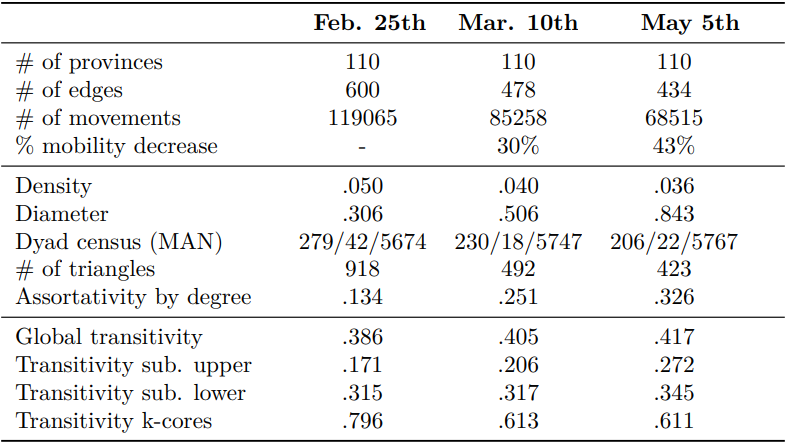 Feb. 25th Mar. 10th May 5th
# of provinces 110 110 110
# of edges 600 478 434
# of movements 119065 85258 68515
% mobility decrease - 30% 43%
Density .050 .040 .036
Diameter .306 .506 .843
Dyad census (MAN) 279/42/5674 230/18/5747 206/22/5767
# of triangles 918 492 423
Assortativity by degree .134 .251 .326
Global transitivity .386 .405 .417
Transitivity sub. upper .171 .206 .272
Transitivity sub. lower .315 .317 .345
Transitivity k-cores .796 .613 .611